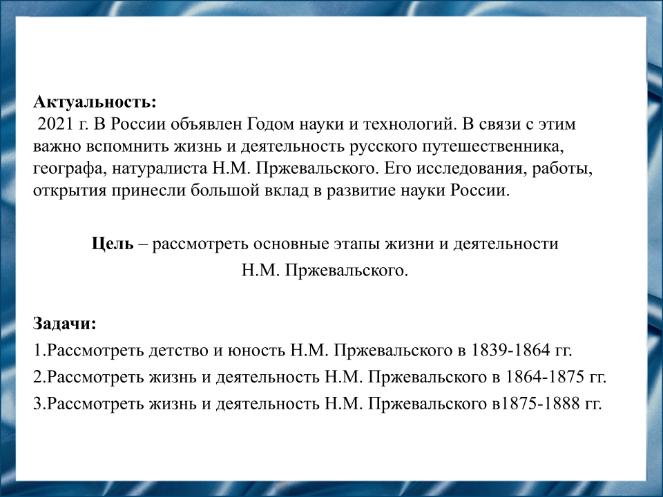 Актуальность:
2021 г. В России объявлен Годом науки и технологий. В связи с этим
важно вспомнить жизнь и деятельность русского путешественника,
географа, натуралиста Н.М. Пржевальского. Его исследования, работы,
открытия принесли большой вклад в развитие науки России.
Цель – рассмотреть основные этапы жизни и деятельности
Н.М. Пржевальского.
Задачи:
1.Рассмотреть детство и юность Н.М. Пржевальского в 1839-1864 гг.
2.Рассмотреть жизнь и деятельность Н.М. Пржевальского в 1864-1875 гг.
3.Рассмотреть жизнь и деятельность Н.М. Пржевальского в1875-1888 гг.